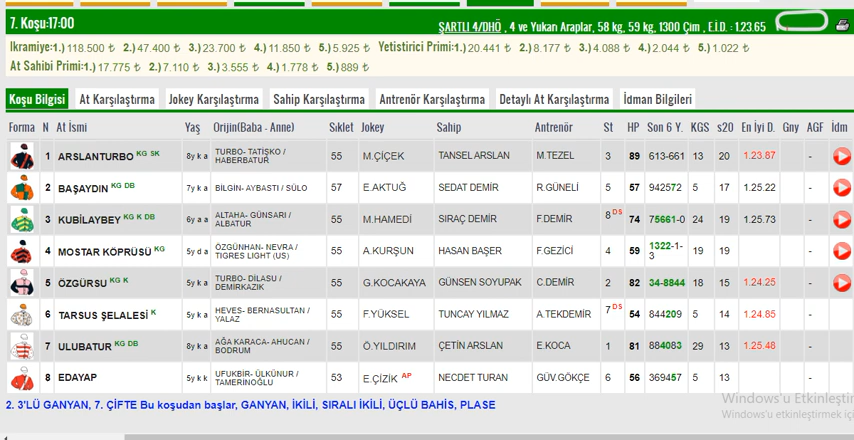 7. Koşu:17:00 ŞARTLI 4/DHÖ , 4 ve Yukarı Araplar, 58 kg, 59 kg, 1300 Çim , E.İ.D. : 1.23.65
Ikramiye:1.) 118.500 ₺ 2.) 47.400 ₺ 3.) 23.700 ₺ 4.) 11.850 ₺ 5.) 5.925 ₺ Yetistirici Primi:1.) 20.441 ₺ 2.) 8.177 ₺ 3.) 4.088 ₺ 4.) 2.044 ₺ 5.) 1.022 ₺
At Sahibi Primi:1.) 17.775 ₺ 2.) 7.110 ₺ 3.) 3.555 ₺ 4.) 1.778 ₺ 5.) 889 ₺
Koşu Bilgisi At Karşılaştırma Jokey Karşılaştırma Sahip Karşılaştırma Antrenör Karşılaştırma Detaylı At Karşılaştırma İdman Bilgileri
Forma N At İsmi Yaş Orijin(Baba - Anne) Sıklet Jokey Sahip Antrenör St HP Son 6 Y. KGS s20 En İyi D. Gny AGF İdm
1 ARSLANTURBO KG SK 8y k a TURBO- TATİŞKO / HABERBATUR 55 M.ÇİÇEK TANSEL ARSLAN M.TEZEL 3 89 613-661 13 20 1.23.87 -
2 BAŞAYDIN KG DB 7y k a BİLGİN- AYBASTI / SÜLO 57 E.AKTUĞ SEDAT DEMİR R.GÜNELİ 5 57 942572 5 17 1.25.22 -
3 KUBİLAYBEY KG K DB 6y a a ALTAHA- GÜNSARI / ALBATUR 55 M.HAMEDİ SIRAÇ DEMİR F.DEMİR 8 DS 74 75661-0 24 19 1.25.73 -
4 MOSTAR KÖPRÜSÜ KG 5y d a ÖZGÜNHAN- NEVRA / TIGRES LIGHT (US) 55 A.KURŞUN HASAN BAŞER F.GEZİCİ 4 59 1322-1-3 19 19 -
5 ÖZGÜRSU KG K 5y k a TURBO- DİLASU / DEMİRKAZIK 55 G.KOCAKAYA GÜNSEN SOYUPAK C.DEMİR 2 82 34-8844 18 15 1.24.25 -
6 TARSUS ŞELALESİ K 5y k a HEVES- BERNASULTAN / YALAZ 55 F.YÜKSEL TUNCAY YILMAZ A.TEKDEMİR 7 DS 54 844209 5 14 1.24.85 -
7 ULUBATUR KG DB 8y k a AĞA KARACA- AHUCAN / BODRUM 55 Ö.YILDIRIM ÇETİN ARSLAN E.KOCA 1 81 884083 29 13 1.25.48 -
8 EDAYAP 5y k k UFUKBIR- ÜLKÜNUR / TAMERİNOĞLU 53 E.ÇİZİK AP NECDET TURAN GÜV.GÖKÇE 6 56 369457 5 13 -
2. 3'LÜ GANYAN, 7. ÇİFTE Bu koşudan başlar, GANYAN, İKİLİ, SIRALI İKİLİ, ÜÇLÜ BAHİS, PLASE
Windows'u Etkinleştir
Windows'u etkinleştirmek için